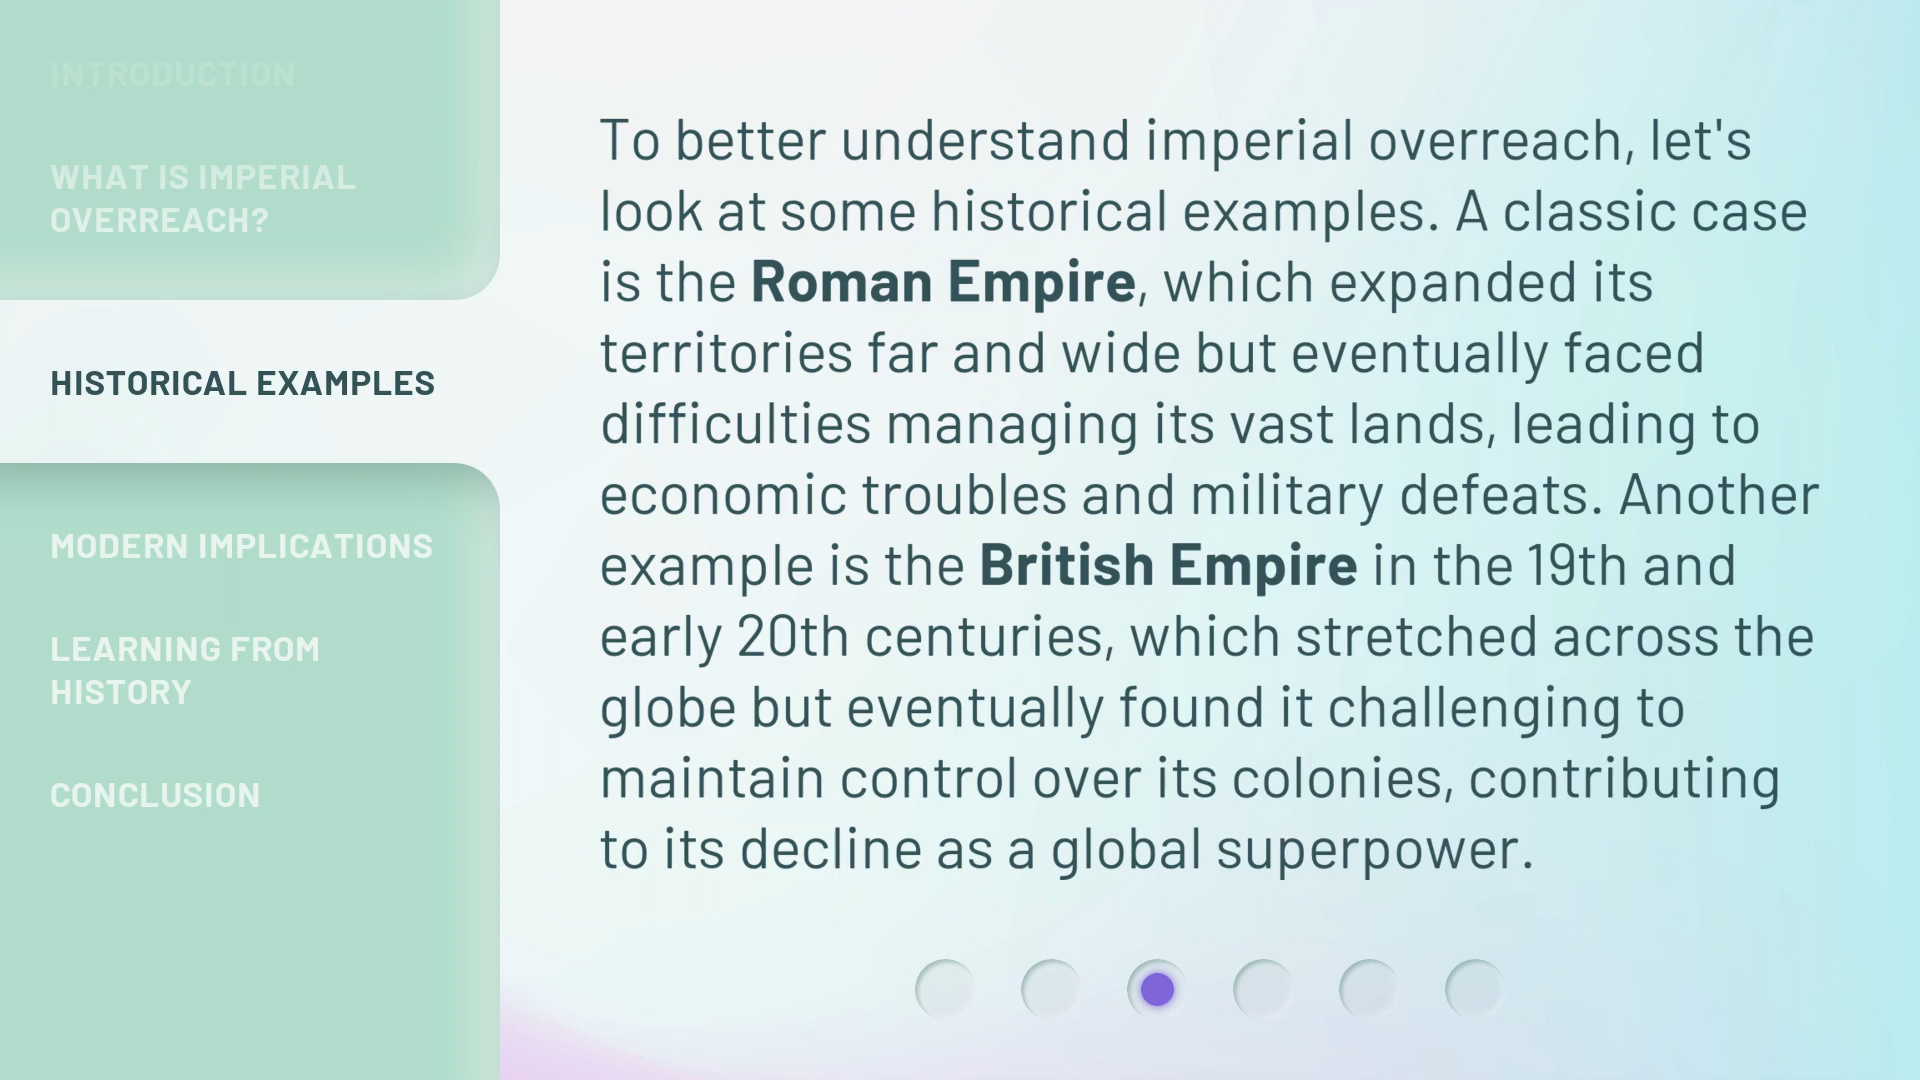 INTRODUCTION
WHAT IS IMPERIAL
OVERREACH?
HISTORICAL EXAMPLES
MODERN IMPLICATIONS
LEARNING FROM
HISTORY
CONCLUSION
To better understand imperial overreach, let's
look at some historical examples. A classic case
is the Roman Empire, which expanded its
territories far and wide but eventually faced
difficulties managing its vast lands, leading to
economic troubles and military defeats. Another
example is the British Empire in the 19th and
early 20th centuries, which stretched across the
globe but eventually found it challenging to
maintain control over its colonies, contributing
to its decline as a global superpower.